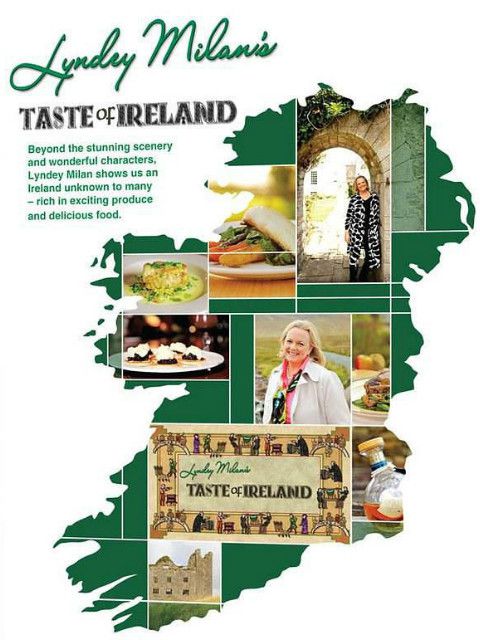 Lyndey Milan's
TASTE of IRELAND
Beyond the stunning scenery
and wonderful characters,
Lyndey Milan shows us an
Ireland unknown to many
– rich in exciting produce
and delicious food.
Lyndey Milan's
TASTE of IRELAND